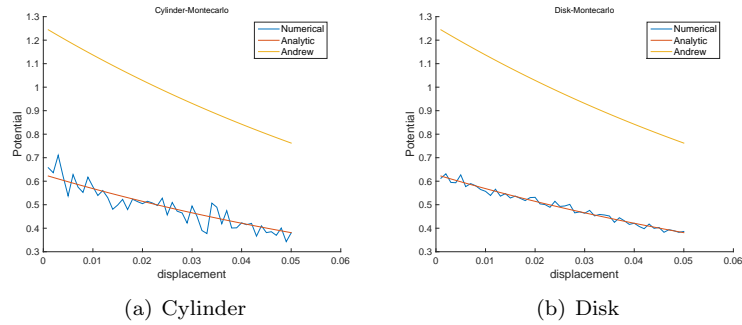 Cylinder-Montecarlo
1.3
1.2
1.1
1
0.9
0.8
0.7
0.6
0.5
0.4
0.3
Potential
0
0.01
0.02
0.03
0.04
0.05
0.06
displacement
Numerical
Analytic
Andrew
(a) Cylinder
Disk-Montecarlo
1.3
1.2
1.1
1
0.9
0.8
0.7
0.6
0.5
0.4
0.3
Potential
0
0.01
0.02
0.03
0.04
0.05
0.06
displacement
Numerical
Analytic
Andrew
(b) Disk